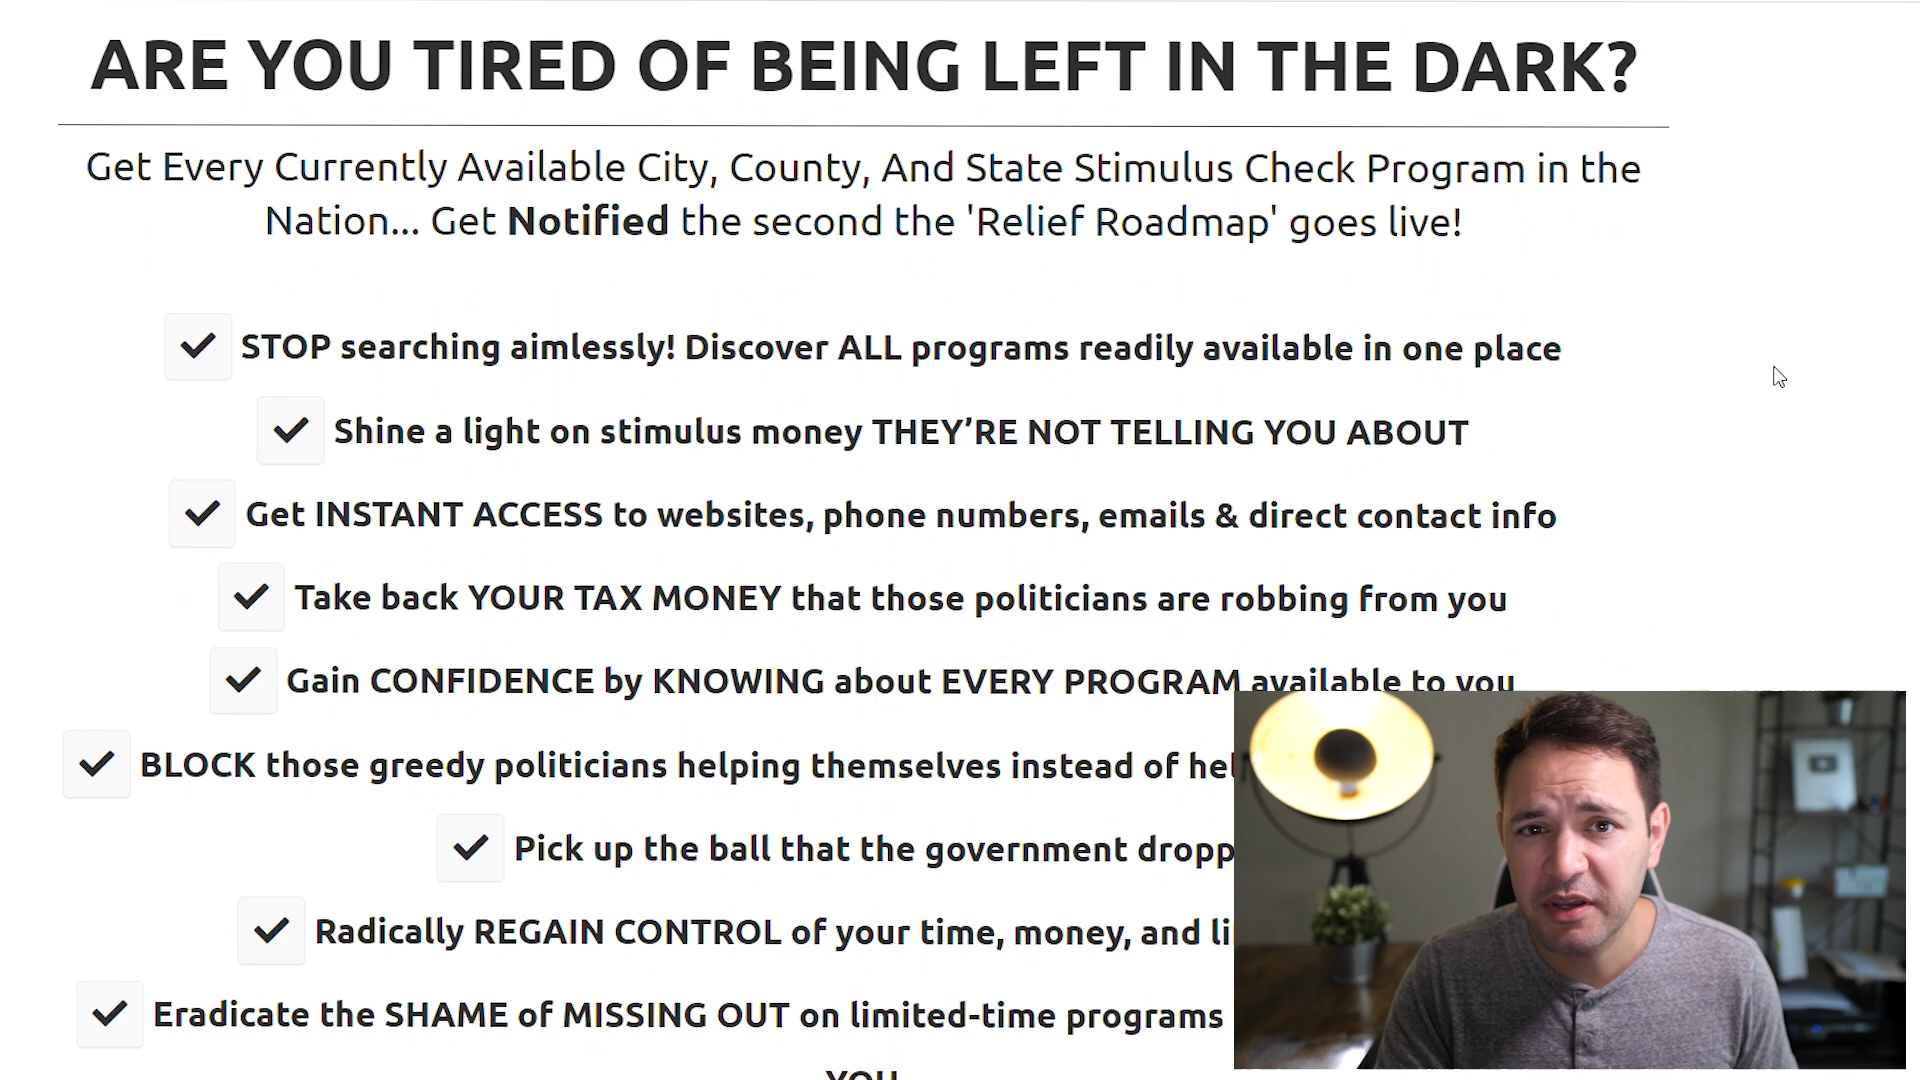 ARE YOU TIRED OF BEING LEFT IN THE DARK?
Get Every Currently Available City, County, And State Stimulus Check Program in the
Nation... Get Notified the second the 'Relief Roadmap' goes live!
STOP searching aimlessly! Discover ALL programs readily available in one place
Shine a light on stimulus money THEY’RE NOT TELLING YOU ABOUT
Get INSTANT ACCESS to websites, phone numbers, emails & direct contact info
Take back YOUR TAX MONEY that those politicians are robbing from you
Gain CONFIDENCE by KNOWING about EVERY PROGRAM available to you
BLOCK those greedy politicians helping themselves instead of
Pick up the ball that the government
Radically REGAIN CONTROL of your time, money, and
Eradicate the SHAME of MISSING OUT on limited-time programs
YOU